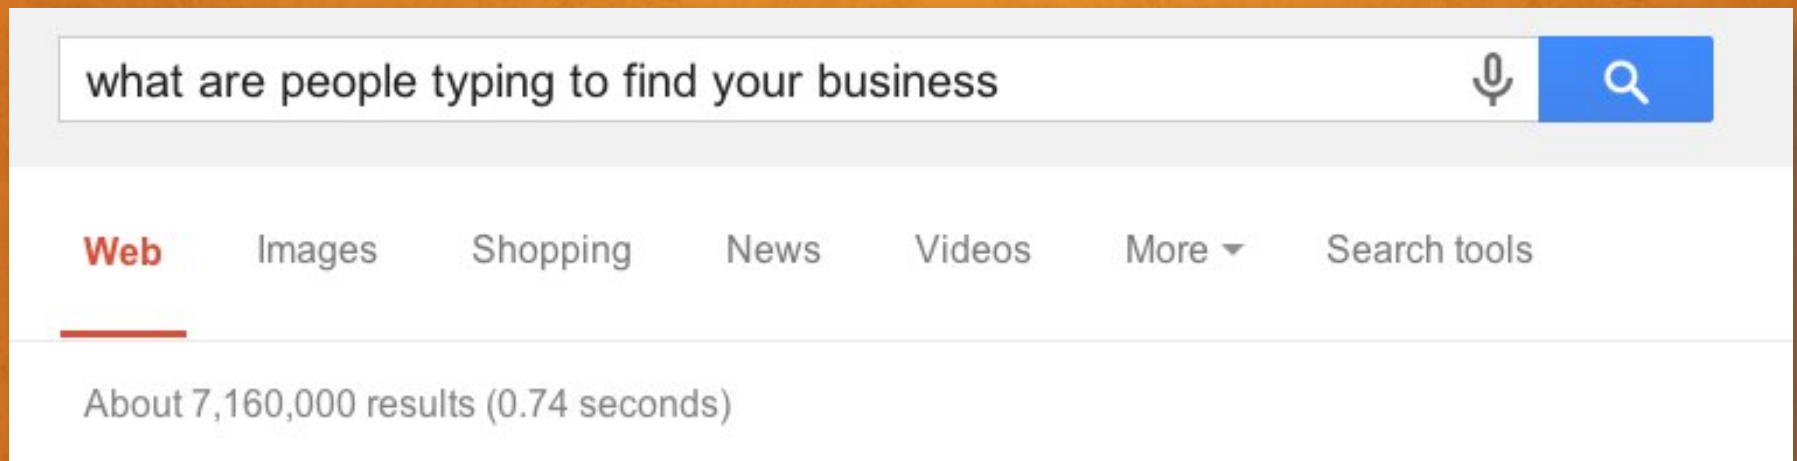 what are people typing to find your business
Web Images Shopping News Videos More Search tools
About 7,160,000 results (0.74 seconds)